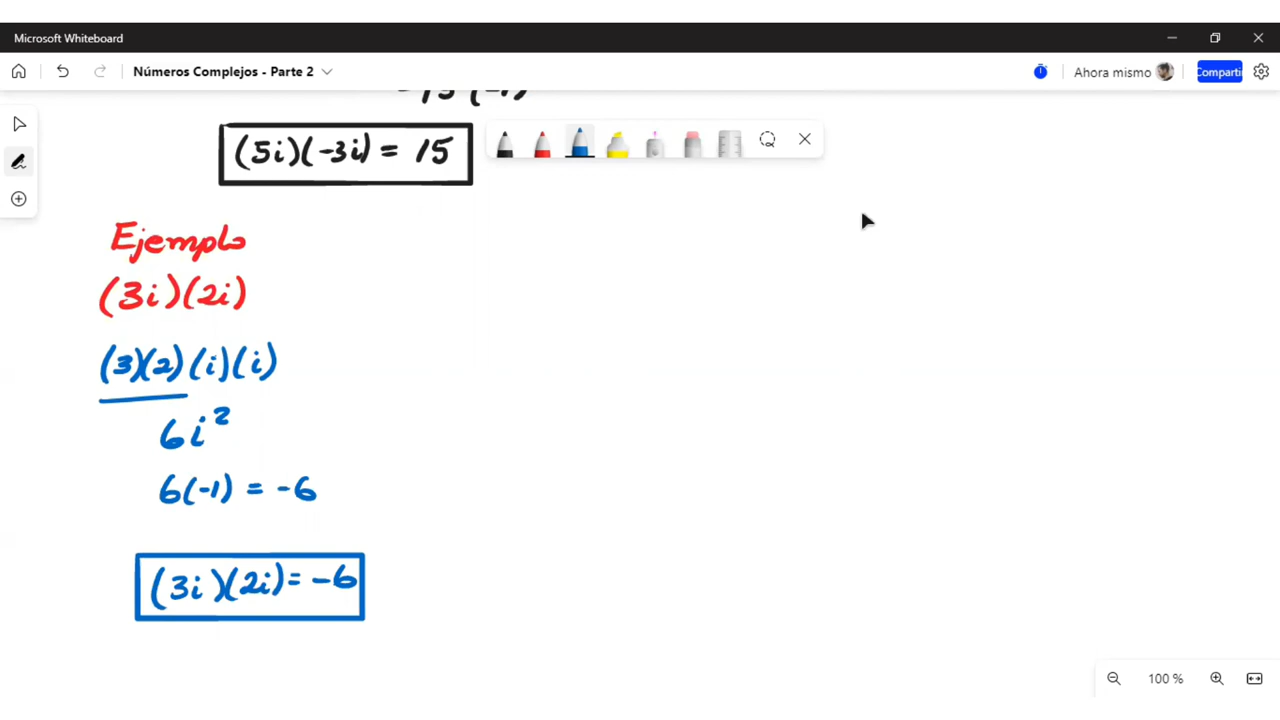 Microsoft Whiteboard
Números Complejos - Parte 2
Ahora mismo
Comparti
(5i)(-3i) = 15
Ejemplo
(3i)(2i)
(3)(2)(i)(i)
6i²
6(-1) = -6
(3i)(2i)= -6
100 %